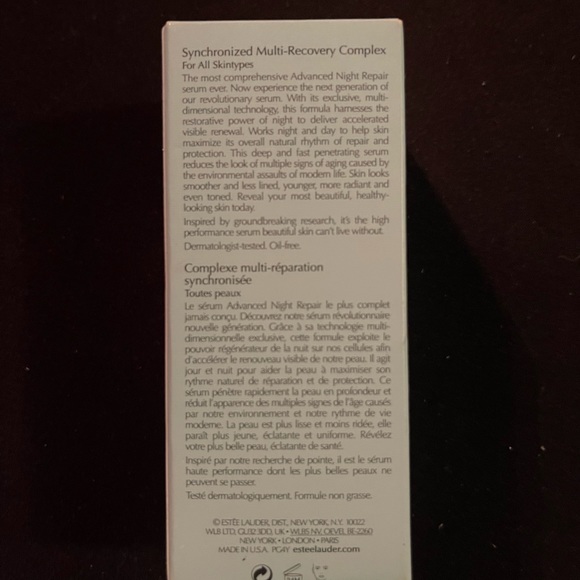 Synchronized Multi-Recovery Complex
For All Skintypes
The most comprehensive Advanced Night Repair
serum ever. Now experience the next generation of
our revolutionary serum. With its exclusive, multi-
dimensional technology, this formula harnesses the
restorative power of night to deliver accelerated
visible renewal. Works night and day to help skin
maximize its overall natural rhythm of repair and
protection. This deep and fast penetrating serum
reduces the look of multiple signs of aging caused by
the environmental assaults of modern life. Skin looks
smoother and less lined, younger, more radiant and
even toned. Reveal your most beautiful, healthy-
looking skin today.
Inspired by groundbreaking research, it's the high
performance serum beautiful skin can't live without.
Dermatologist-tested. Oil-free.
Complexe multi-réparation
synchronisée
Toutes peaux
Le sérum Advanced Night Repair le plus complet
jamais conçu. Découvrez notre sérum révolutionnaire
nouvelle génération. Grâce à sa technologie multi-
dimensionnelle exclusive, cette formule exploite le
pouvoir régénérateur de la nuit sur nos cellules afin
d'accélérer le renouveau visible de notre peau. Il agit
jour et nuit pour aider la peau à maximiser son
rythme naturel de réparation et de protection. Ce
sérum pénètre rapidement la peau en profondeur et
réduit l'apparence des multiples signes de l'âge causés
par notre environnement et notre rythme de vie
moderne. La peau est plus lisse et moins ridée, elle
paraît plus jeune, éclatante et uniforme. Révélez
votre plus belle peau, éclatante de santé.
Inspiré par notre recherche de pointe, il est le sérum
haute performance dont les plus belles peaux ne
peuvent se passer.
Testé dermatologiquement. Formule non grasse.
© ESTĒE LAUDER, DIST., NEW YORK, N.Y. 10022
WLB LTD, GU32 3DD, UK • WLBS NV, OEVEL BE-2260
NEW YORK • LONDON • PARIS
MADE IN U.S.A. PGXY esteelauder.com